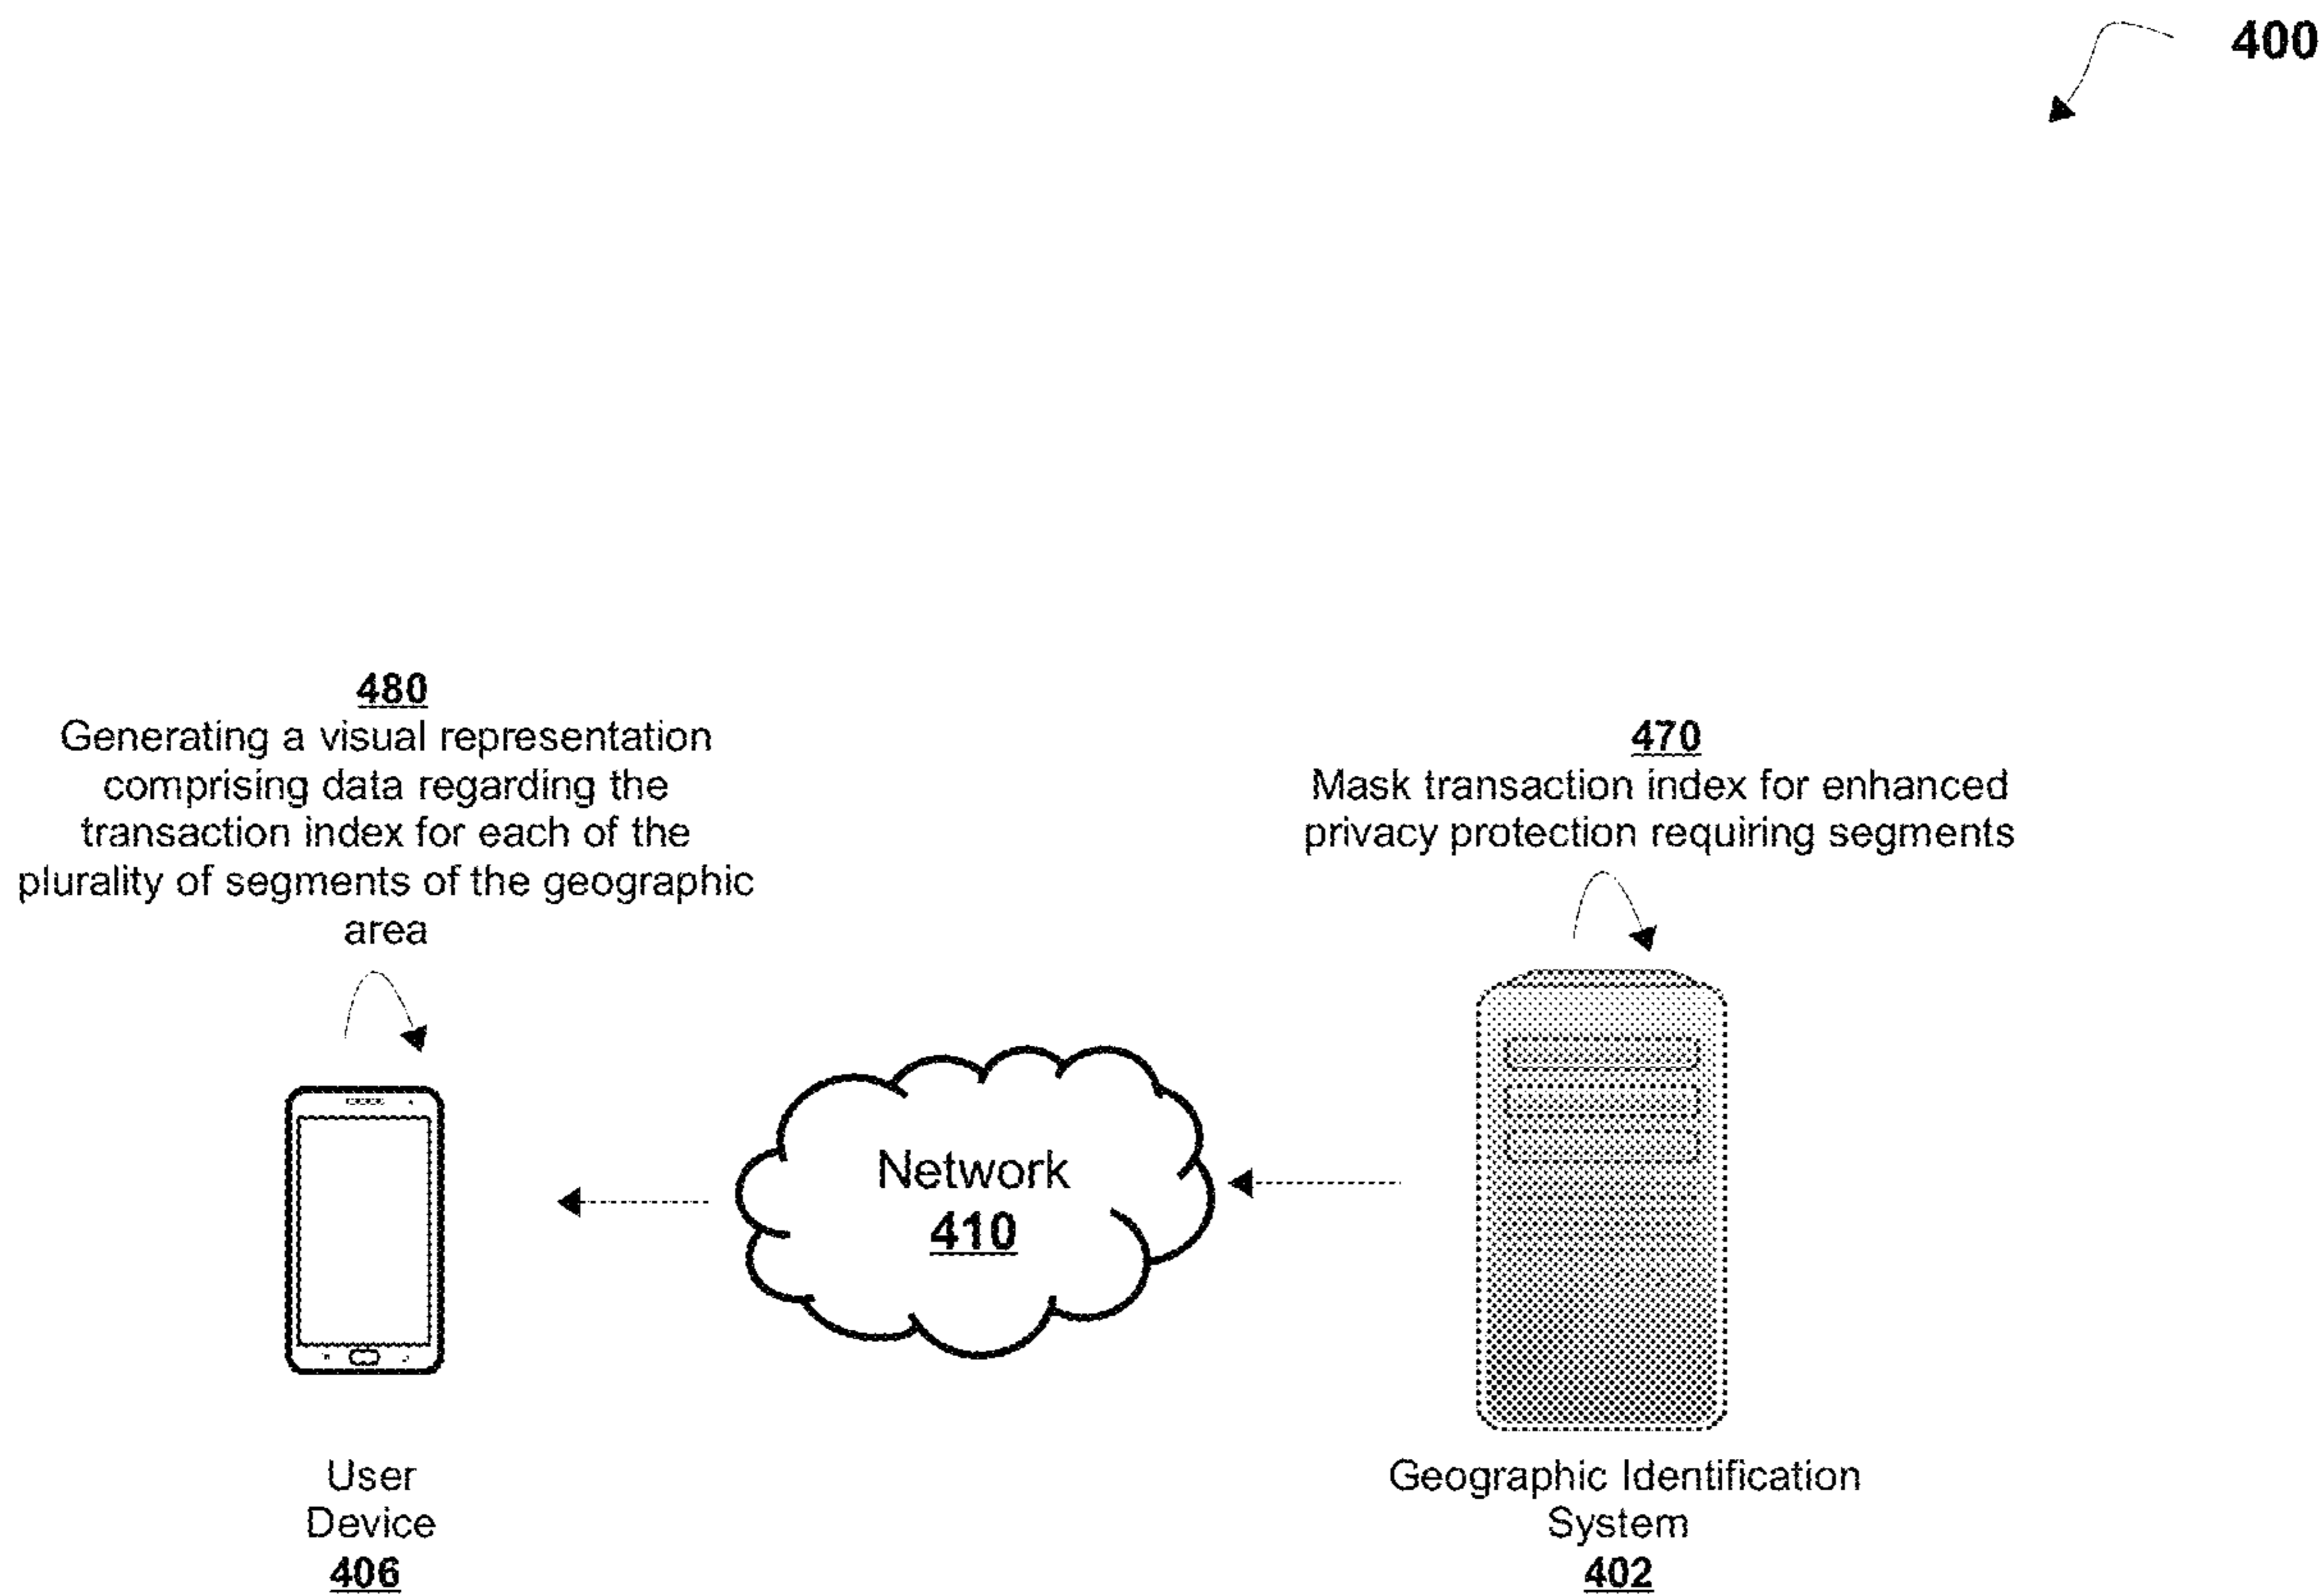 400
480
Generating a visual representation
comprising data regarding the
transaction index for each of the
plurality of segments of the geographic
area
470
Mask transaction index for enhanced
privacy protection requiring segments
Network
410
User
Device
406
Geographic Identification
System
402